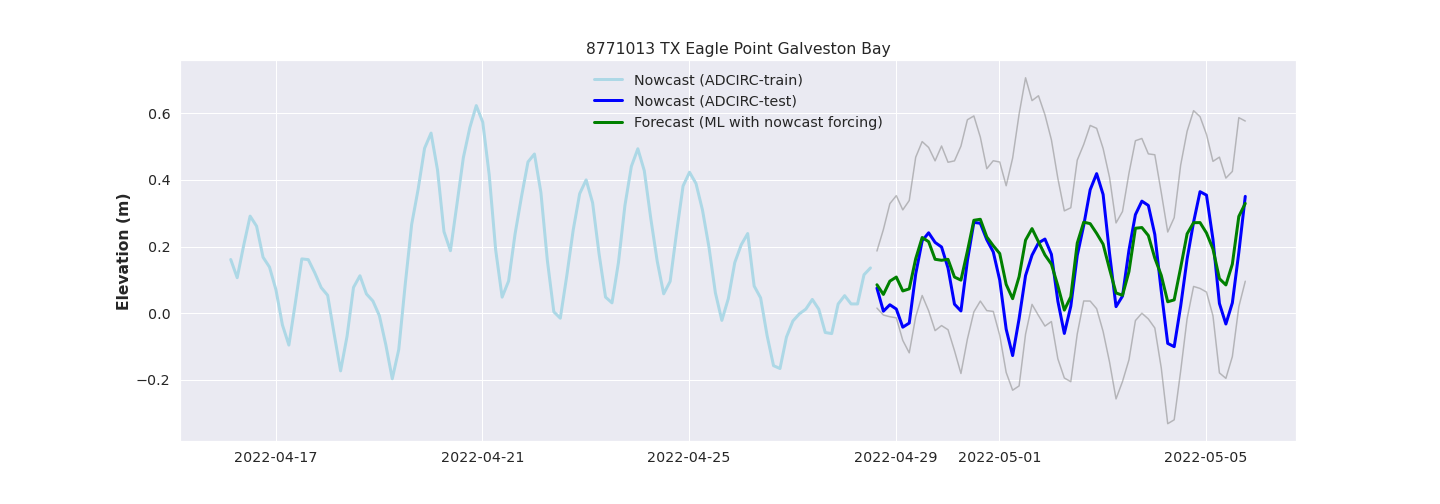 8771013 TX Eagle Point Galveston Bay
Nowcast (ADCIRC-train)
Nowcast (ADCIRC-test)
Forecast (ML with nowcast forcing)
Elevation (m)
0.6
0.4
0.2
0.0
−0.2
2022-04-17 2022-04-21 2022-04-25 2022-04-29 2022-05-01 2022-05-05